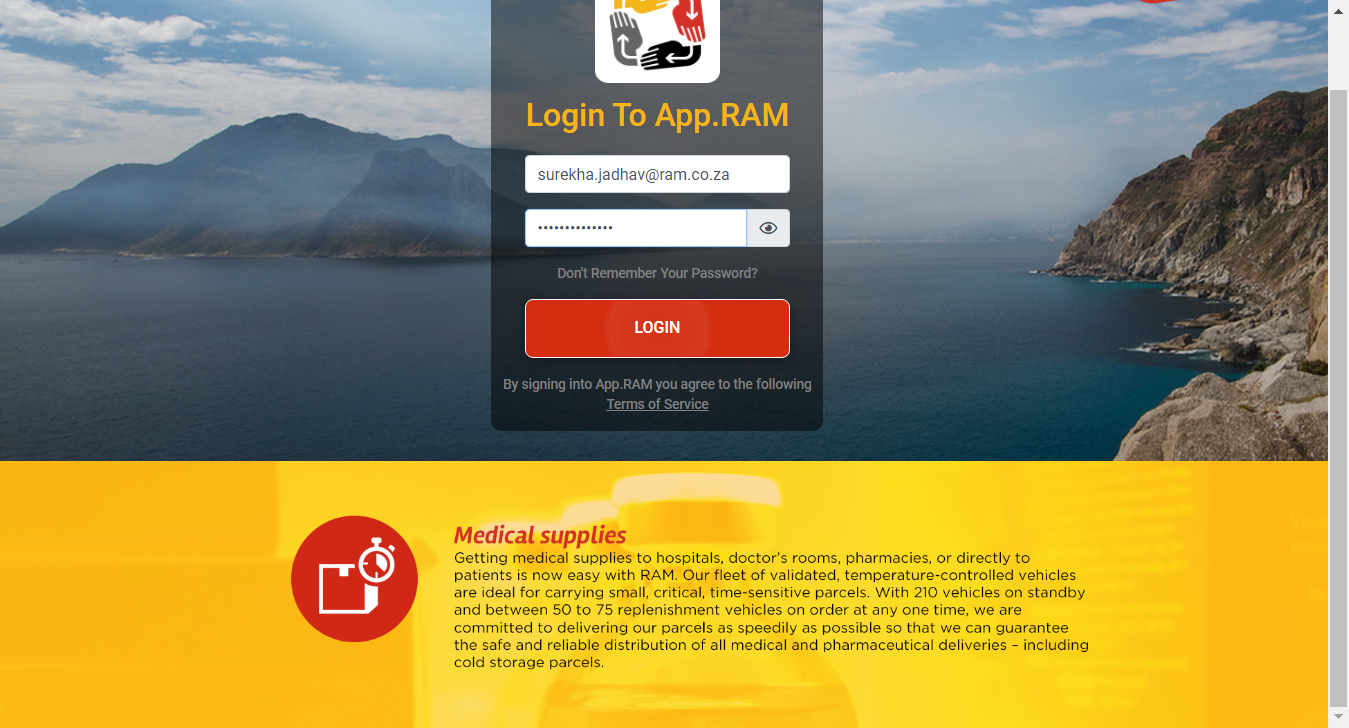 Login To App.RAM
surekha.jadhav@ram.co.za
••••••••••••••
Don't Remember Your Password?
LOGIN
By signing into App.RAM you agree to the following
Terms of Service
Medical supplies
Getting medical supplies to hospitals, doctor's rooms, pharmacies, or directly to
patients is now easy with RAM. Our fleet of validated, temperature-controlled vehicles
are ideal for carrying small, critical, time-sensitive parcels. With 210 vehicles on standby
and between 50 to 75 replenishment vehicles on order at any one time, we are
committed to delivering our parcels as speedily as possible so that we can guarantee
the safe and reliable distribution of all medical and pharmaceutical deliveries – including
cold storage parcels.